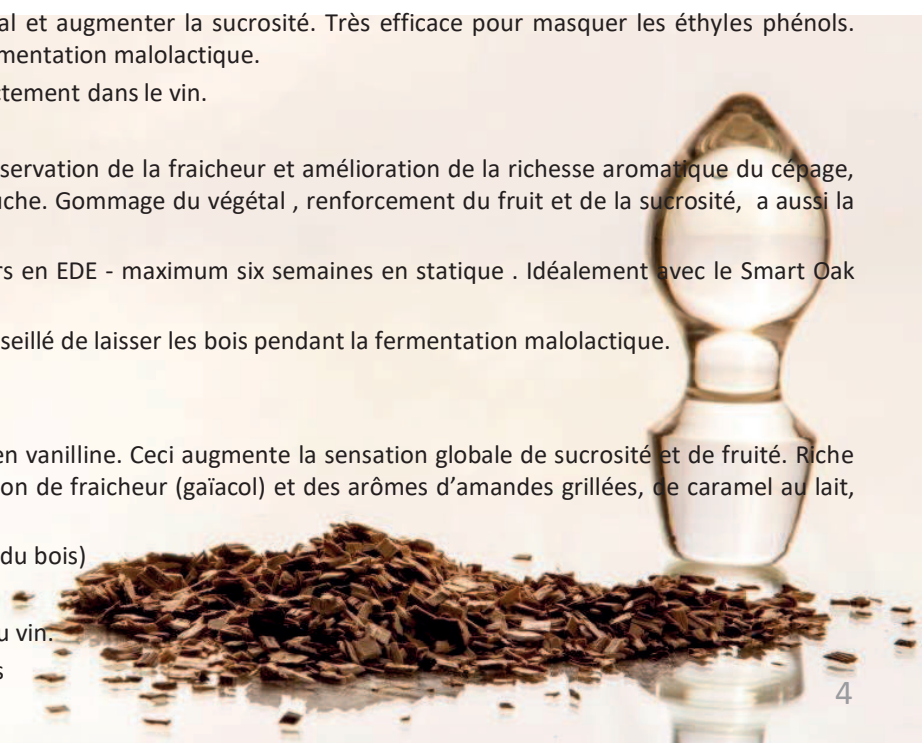 al et augmenter la sucrosité. Très efficace pour masquer les éthyles phénols.
mentation malolactique.
ctement dans le vin.
servation de la fraicheur et amélioration de la richesse aromatique du cépage,
uche. Gommage du végétal , renforcement du fruit et de la sucrosité, a aussi la
rs en EDE - maximum six semaines en statique . Idéalement avec le Smart Oak
seillé de laisser les bois pendant la fermentation malolactique.
en vanilline. Ceci augmente la sensation globale de sucrosité et de fruité. Riche
on de fraicheur (gaïacol) et des arômes d’amandes grillées, de caramel au lait,
du bois)
u vin.
s
4